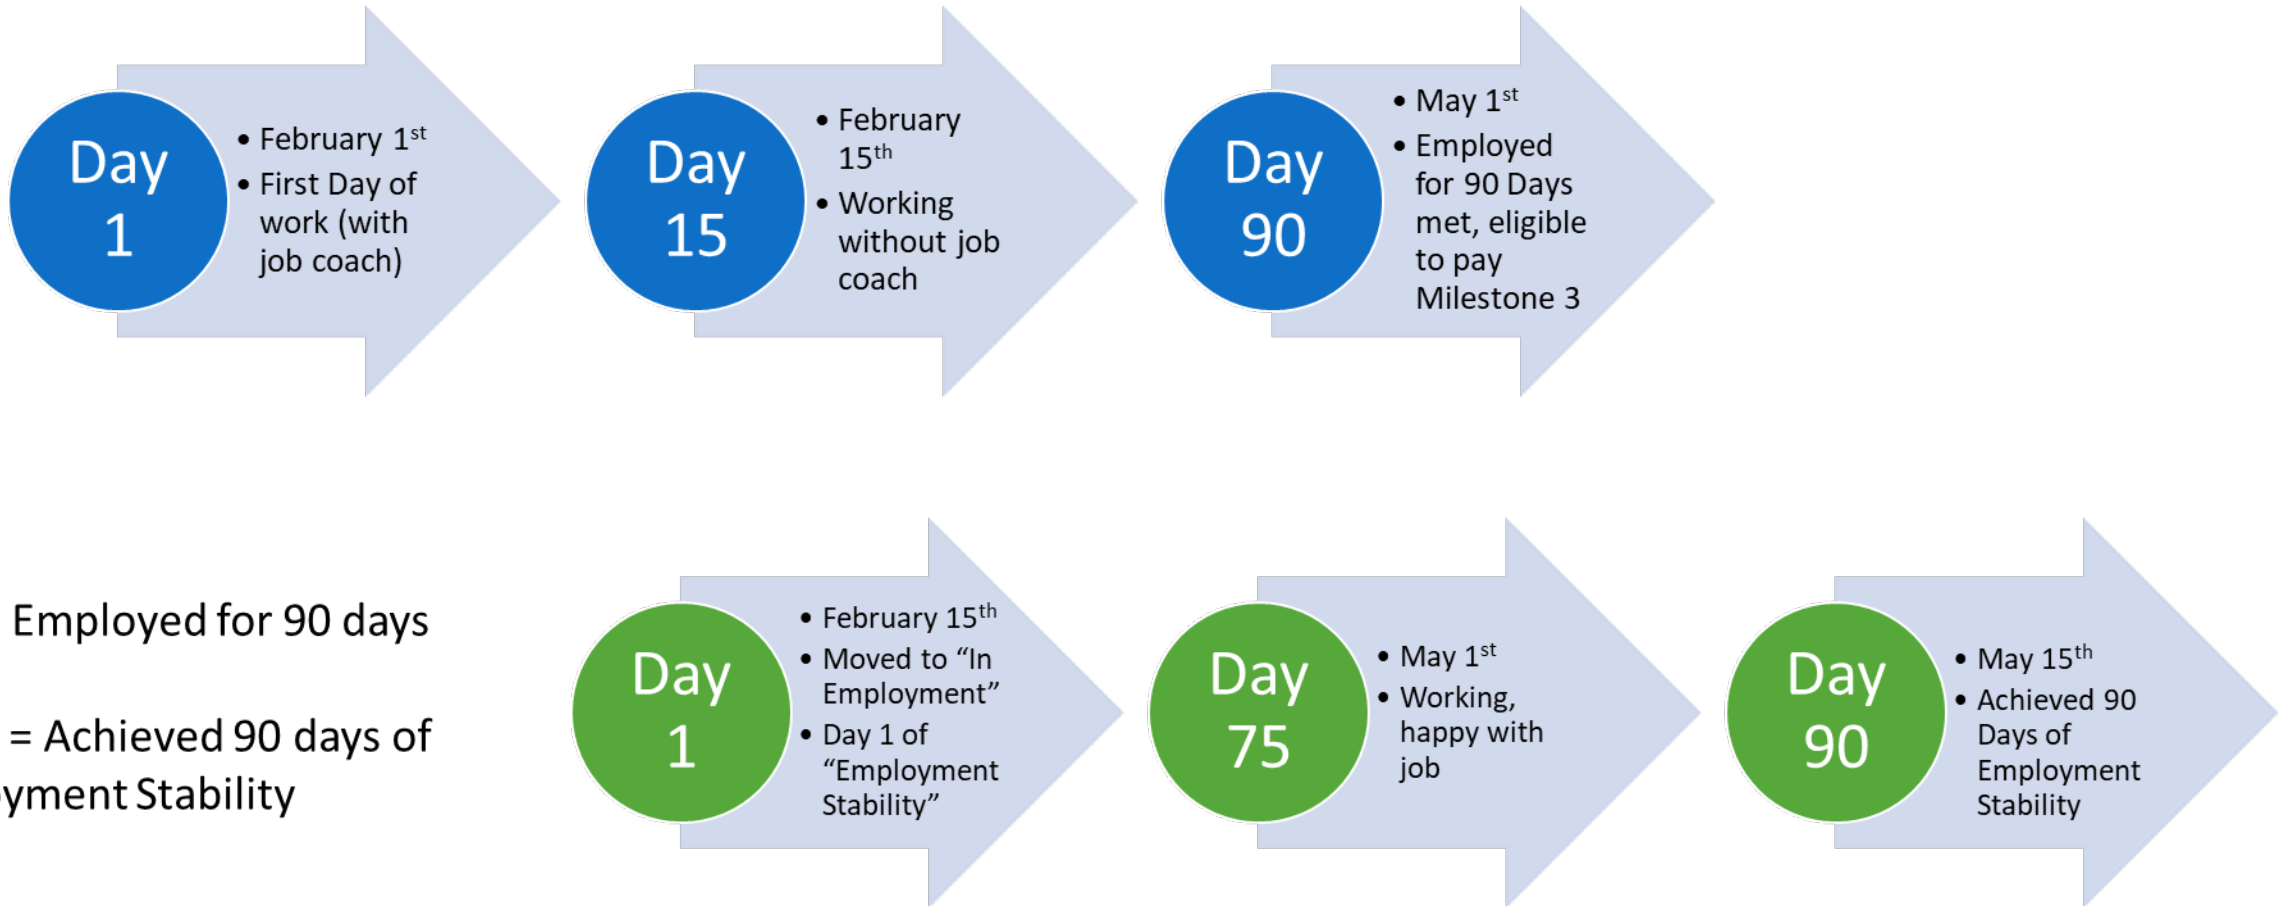 Day
1
• February 1st
• First Day of
work (with
job coach)
Day
15
• February
15th
• Working
without job
coach
Day
90
• May 1st
• Employed
for 90 Days
met, eligible
to pay
Milestone 3
Employed for 90 days
= Achieved 90 days of
oyment Stability
Day
1
• February 15th
• Moved to “In
Employment”
• Day 1 of
“Employment
Stability”
Day
75
• May 1st
• Working,
happy with
job
Day
90
• May 15th
• Achieved 90
Days of
Employment
Stability